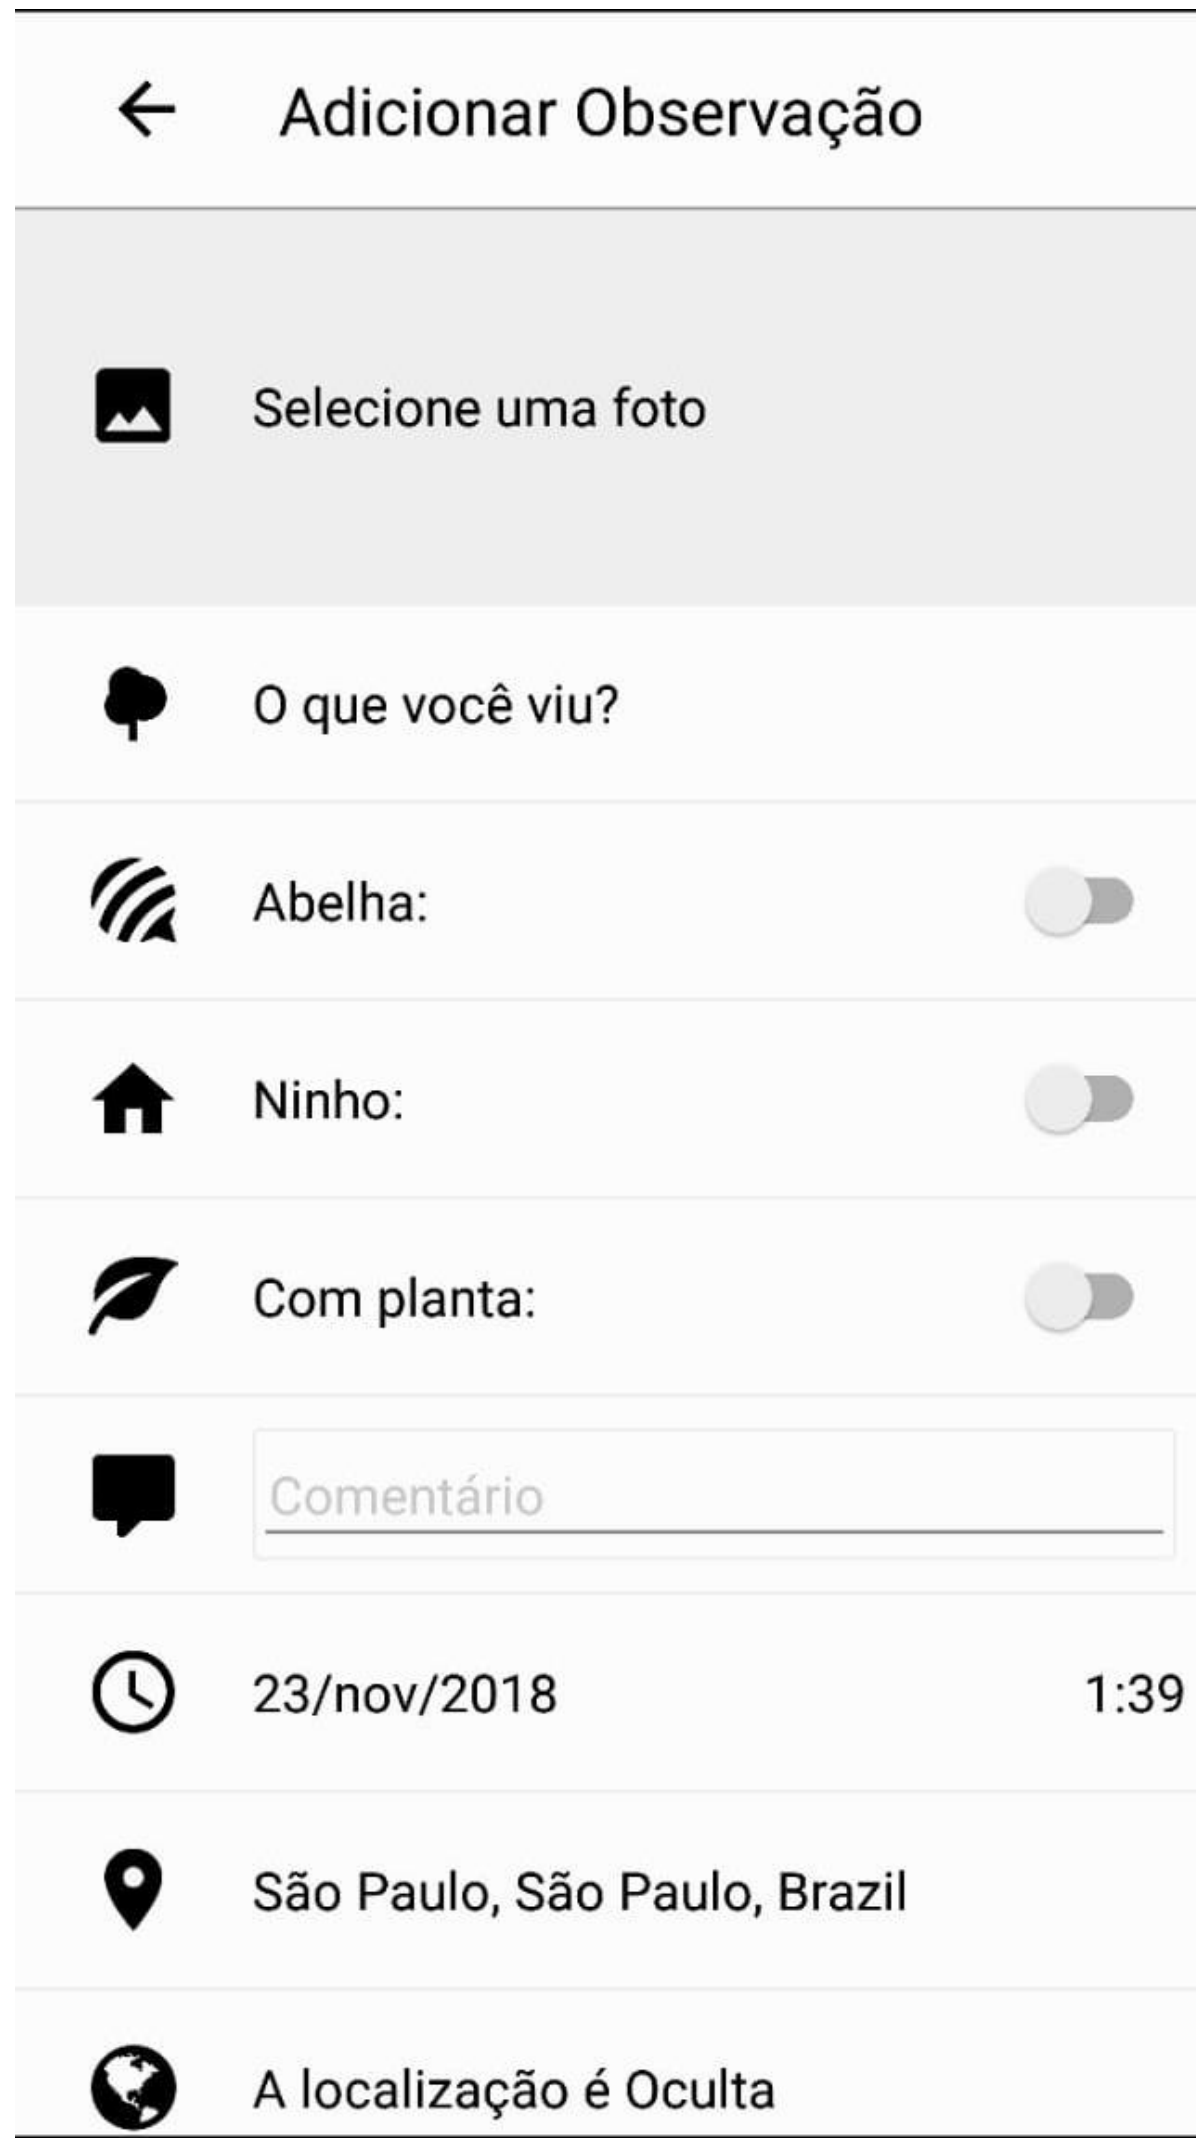 Adicionar Observação
Selecione uma foto
O que você viu?
Abelha:
Ninho:
Com planta:
Comentário
23/nov/2018 1:39
São Paulo, São Paulo, Brazil
A localização é Oculta